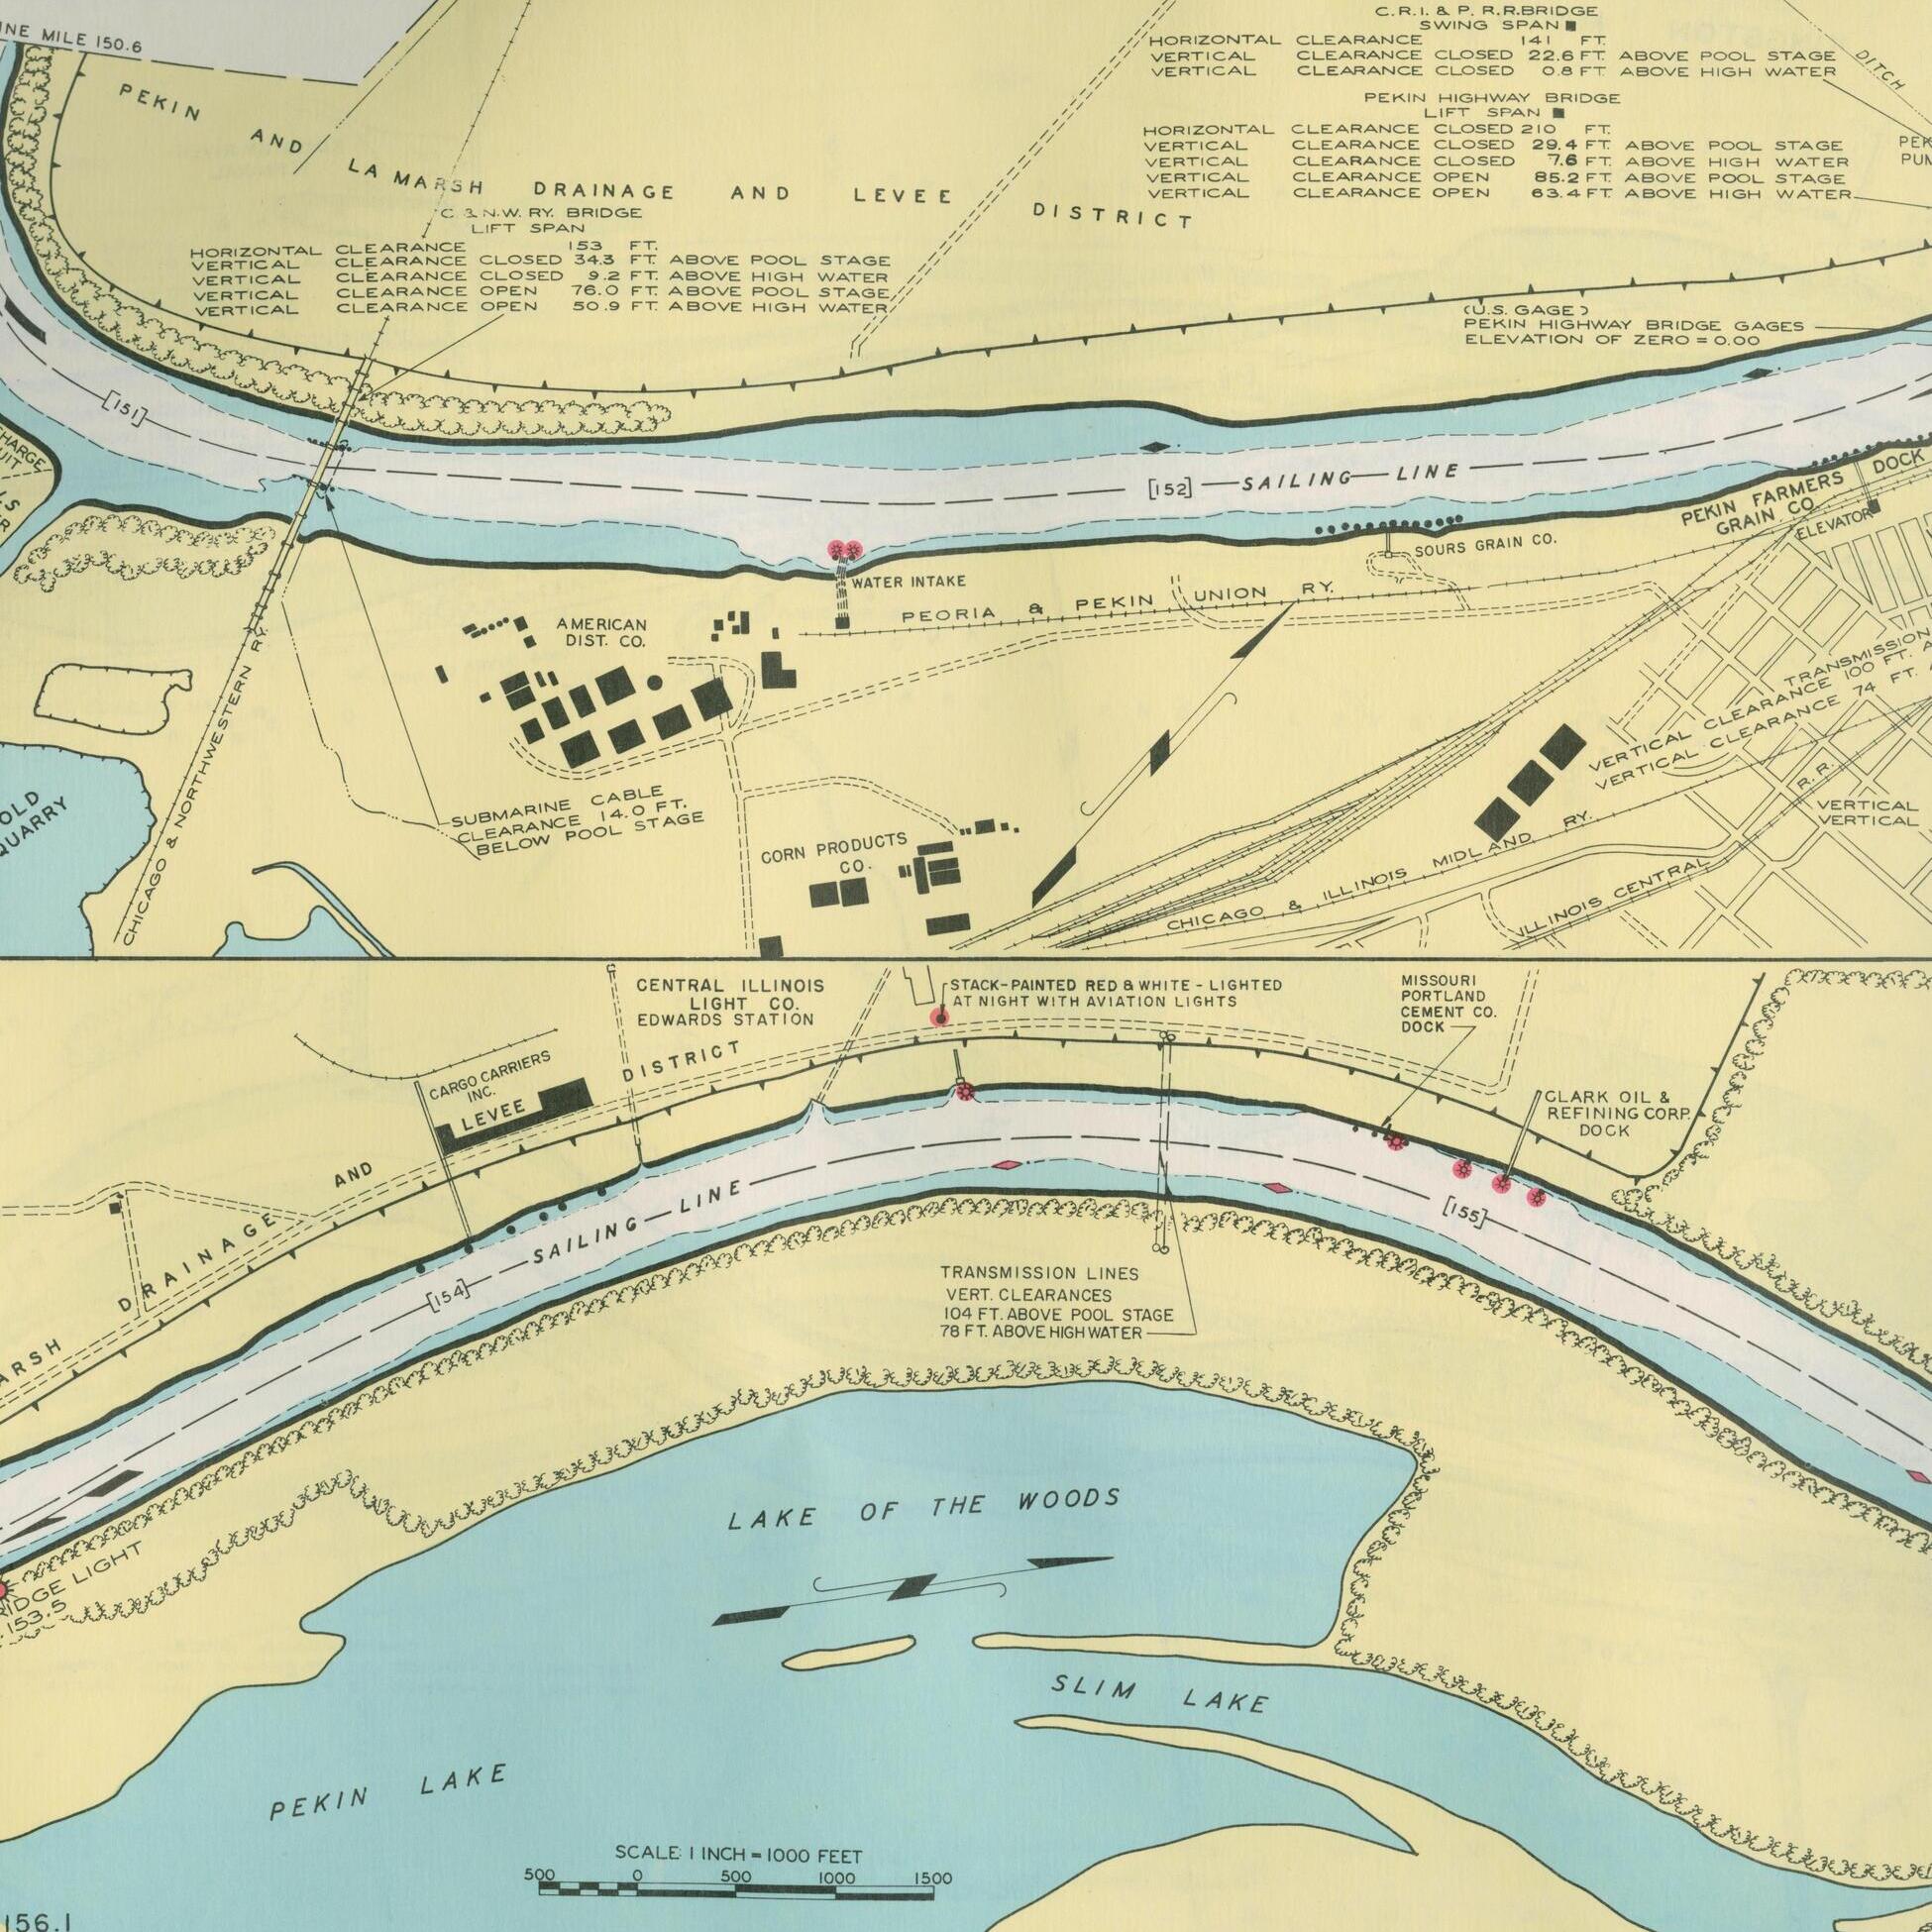 INE MILE 150.6
PEKIN AND LA MARSH DRAINAGE AND LEVEE DISTRICT
C. & N.W. RY. BRIDGE
LIFT SPAN
HORIZONTAL CLEARANCE 153 FT.
VERTICAL CLEARANCE CLOSED 34.3 FT. ABOVE POOL STAGE
VERTICAL CLEARANCE CLOSED 9.2 FT. ABOVE HIGH WATER
VERTICAL CLEARANCE OPEN 76.0 FT. ABOVE POOL STAGE
VERTICAL CLEARANCE OPEN 50.9 FT. ABOVE HIGH WATER
C.R.I. & P. R.R. BRIDGE
SWING SPAN
HORIZONTAL CLEARANCE 141 FT.
VERTICAL CLEARANCE CLOSED 22.6 FT. ABOVE POOL STAGE
VERTICAL CLEARANCE CLOSED 0.8 FT. ABOVE HIGH WATER
PEKIN HIGHWAY BRIDGE
LIFT SPAN
HORIZONTAL CLEARANCE CLOSED 210 FT.
VERTICAL CLEARANCE CLOSED 29.4 FT. ABOVE POOL STAGE
VERTICAL CLEARANCE CLOSED 7.6 FT. ABOVE HIGH WATER
VERTICAL CLEARANCE OPEN 85.2 FT. ABOVE POOL STAGE
VERTICAL CLEARANCE OPEN 63.4 FT. ABOVE HIGH WATER
DITCH
PEK
PUM
(U.S. GAGE)
PEKIN HIGHWAY BRIDGE GAGES
ELEVATION OF ZERO = 0.00
[151]
[152]
SAILING LINE
HARGE
UIT
LS
ER
WATER INTAKE
SOURS GRAIN CO.
PEKIN FARMERS
GRAIN CO.
DOCK
ELEVATOR
PEORIA & PEKIN UNION RY.
AMERICAN
DIST. CO.
SUBMARINE CABLE
CLEARANCE 14.0 FT.
BELOW POOL STAGE
CHICAGO & NORTHWESTERN RY.
OLD
QUARRY
CORN PRODUCTS
CO.
TRANSMISSION
VERTICAL CLEARANCE 100 FT. A
VERTICAL CLEARANCE 74 FT.
R.R.
VERTICAL
VERTICAL
CHICAGO & ILLINOIS MIDLAND RY.
ILLINOIS CENTRAL
CENTRAL ILLINOIS
LIGHT CO.
EDWARDS STATION
STACK-PAINTED RED & WHITE - LIGHTED
AT NIGHT WITH AVIATION LIGHTS
MISSOURI
PORTLAND
CEMENT CO.
DOCK
CLARK OIL &
REFINING CORP.
DOCK
CARGO CARRIERS
INC.
ARSH DRAINAGE AND LEVEE DISTRICT
[154]
SAILING LINE
[155]
TRANSMISSION LINES
VERT. CLEARANCES
104 FT. ABOVE POOL STAGE
78 FT. ABOVE HIGH WATER
RIDGE LIGHT
153.5
LAKE OF THE WOODS
SLIM LAKE
PEKIN LAKE
SCALE: 1 INCH = 1000 FEET
500 0 500 1000 1500
156.1